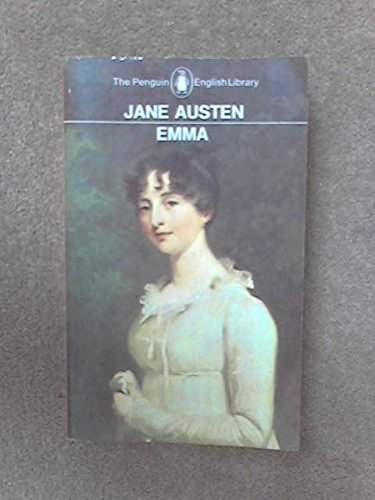 The Penguin English Library
JANE AUSTEN
EMMA